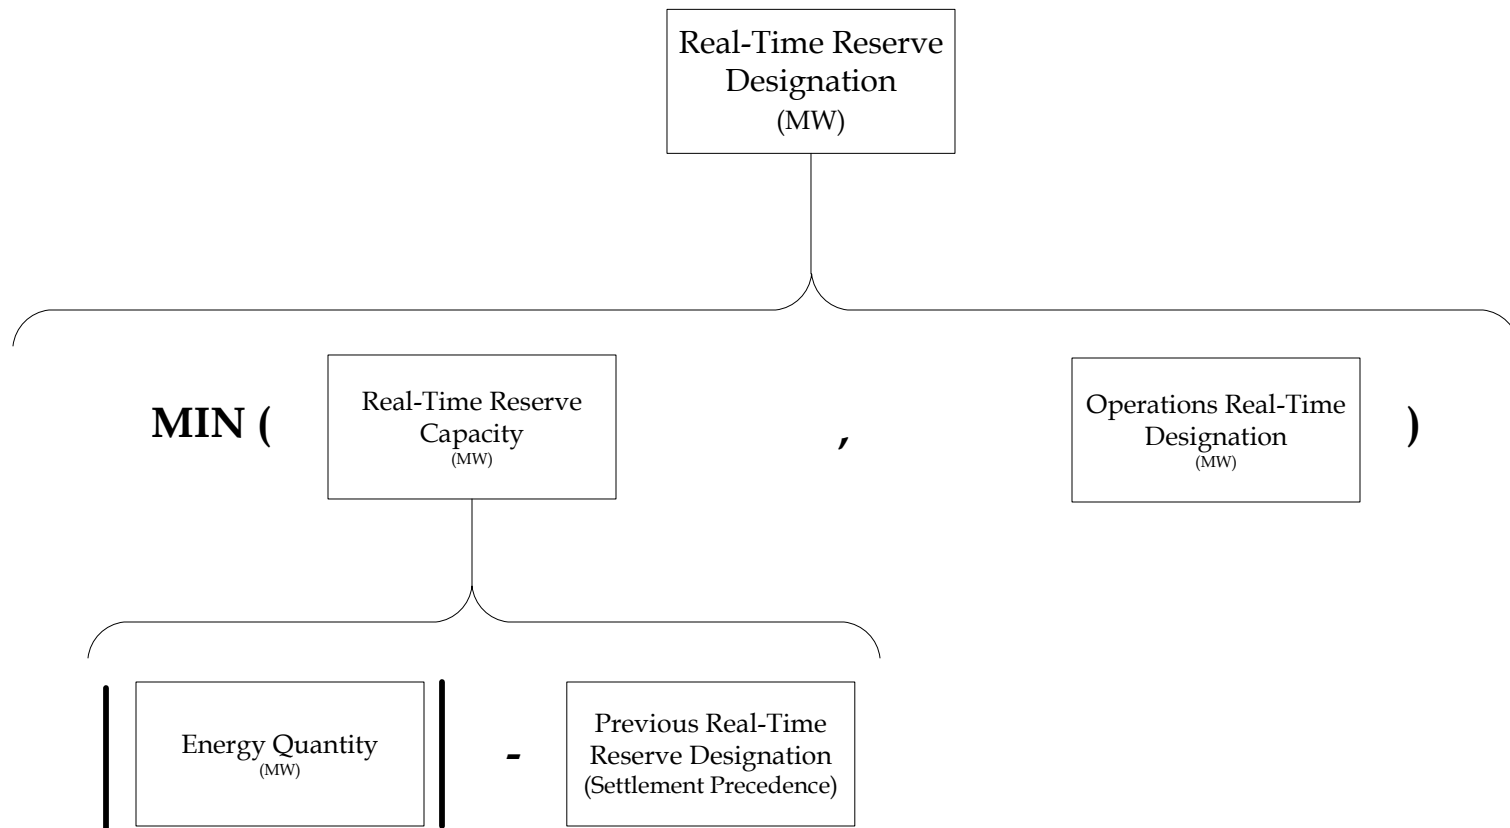 Real-Time Reserve
Designation
(MW)
MIN (
Real-Time Reserve
Capacity
(MW)
,
Operations Real-Time
Designation
(MW)
)
Energy Quantity
(MW)
-
Previous Real-Time
Reserve Designation
(Settlement Precedence)